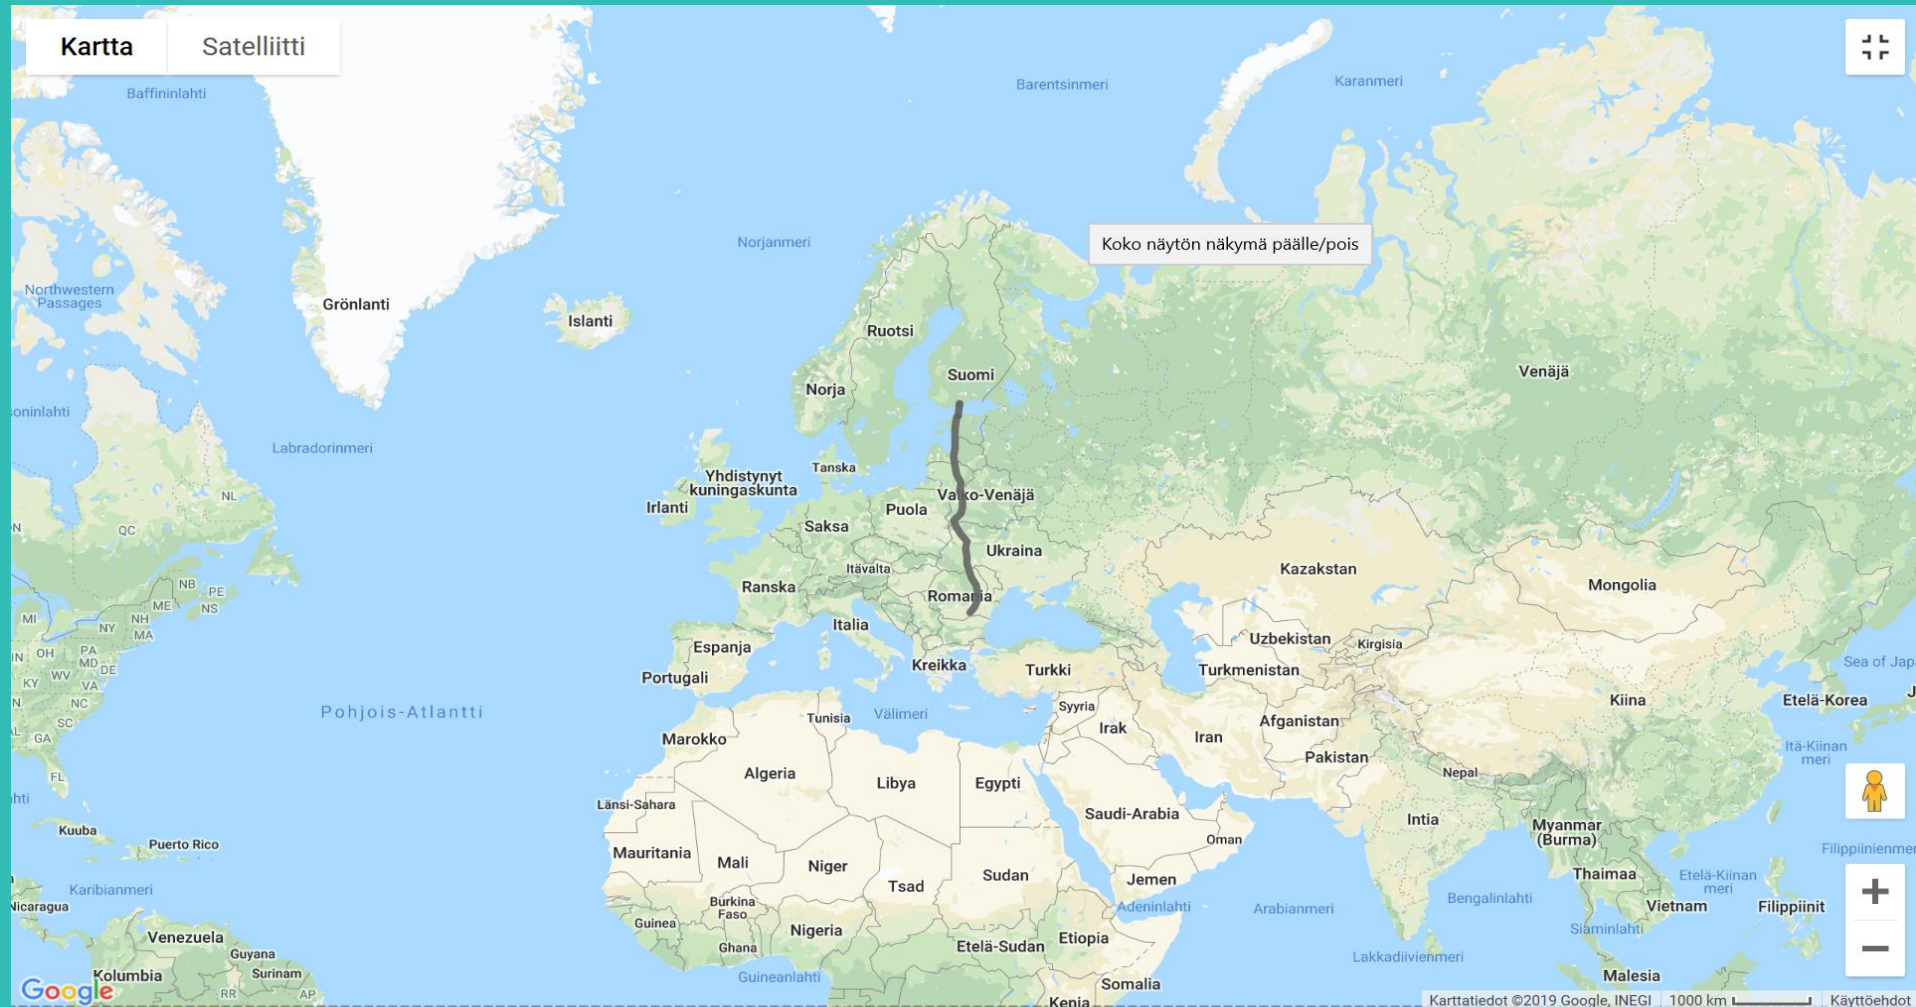 Kartta
Satelliitti
Baffininlahti
Barentsinmeri
Karanmeri
Norjanmeri
Koko näytön näkymä päälle/pois
Northwestern
Passages
Grönlanti
Islanti
Ruotsi
Suomi
Venäjä
Norja
oninlahti
Labradorinmeri
Tanska
Yhdistynyt
kuningaskunta
Valko-Venäjä
NL
Irlanti
Puola
Saksa
QC
Ukraina
Itävalta
Kazakstan
Mongolia
Ranska
Romania
NB
PE
ME
NS
MI
NH
NY
MA
Italia
Uzbekistan
Kirgisia
Espanja
OH
PA
MD
DE
Kreikka
Turkki
Turkmenistan
Sea of Jap
WV
KY
VA
Portugali
NC
Pohjois-Atlantti
Tunisia
Välimeri
Syyria
Irak
Iran
Afganistan
Kiina
Etelä-Korea
SC
GA
Marokko
Pakistan
Itä-Kiinan
meri
FL
Algeria
Libya
Egypti
Nepal
hti
Länsi-Sahara
Saudi-Arabia
Intia
Myanmar
(Burma)
Kuuba
Puerto Rico
Oman
Filippiinienmer
Mauritania
Mali
Niger
Tsad
Sudan
Jemen
Thaimaa
Etelä-Kiinan
meri
Karibianmeri
Nicaragua
Burkina
Faso
Adeninlahti
Arabianmeri
Bengalinlahti
Vietnam
Filippiinit
Guinea
Nigeria
Etiopia
Siaminlahti
Venezuela
Ghana
Etelä-Sudan
Guyana
Lakkadiivienmeri
Kolumbia
Surinam
Guineanlahti
Somalia
Malesia
Google
RR
AP
Kenia
Karttatiedot ©2019 Google, INEGI
1000 km
Käyttöehdot